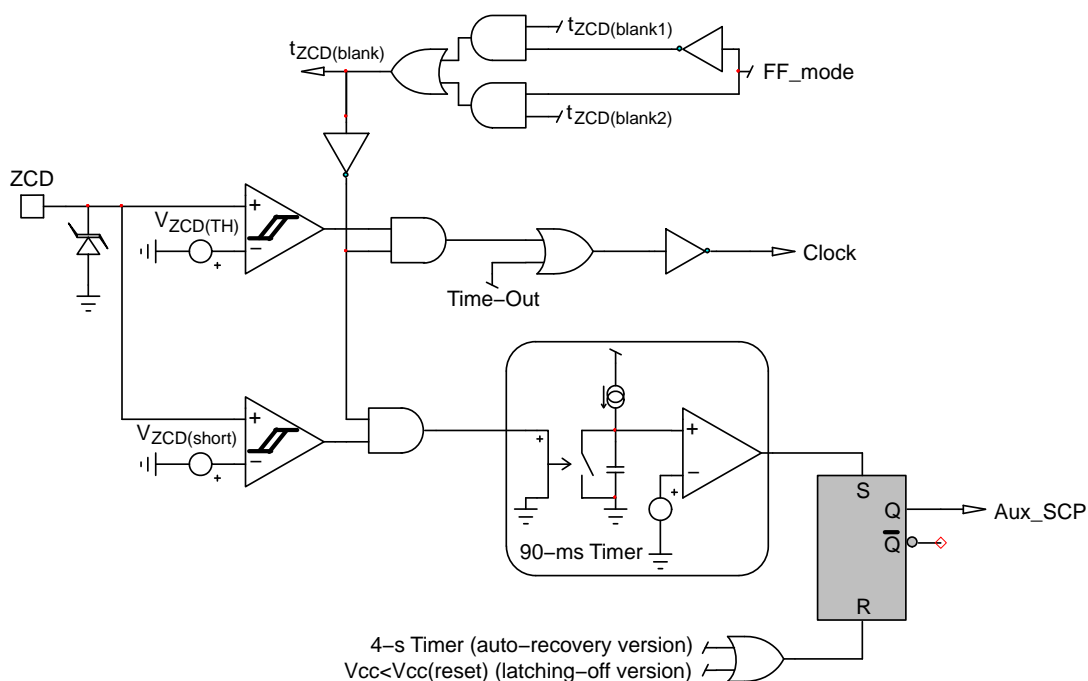 tZCD(blank1)
tZCD(blank)
FF_mode
tZCD(blank2)
ZCD
VZCD(TH)
+
−
+
Clock
Time−Out
VZCD(short)
+
−
+
+
+
−
+
90−ms Timer
S
Q
Aux_SCP
Q
R
4−s Timer (auto−recovery version)
Vcc<Vcc(reset) (latching−off version)